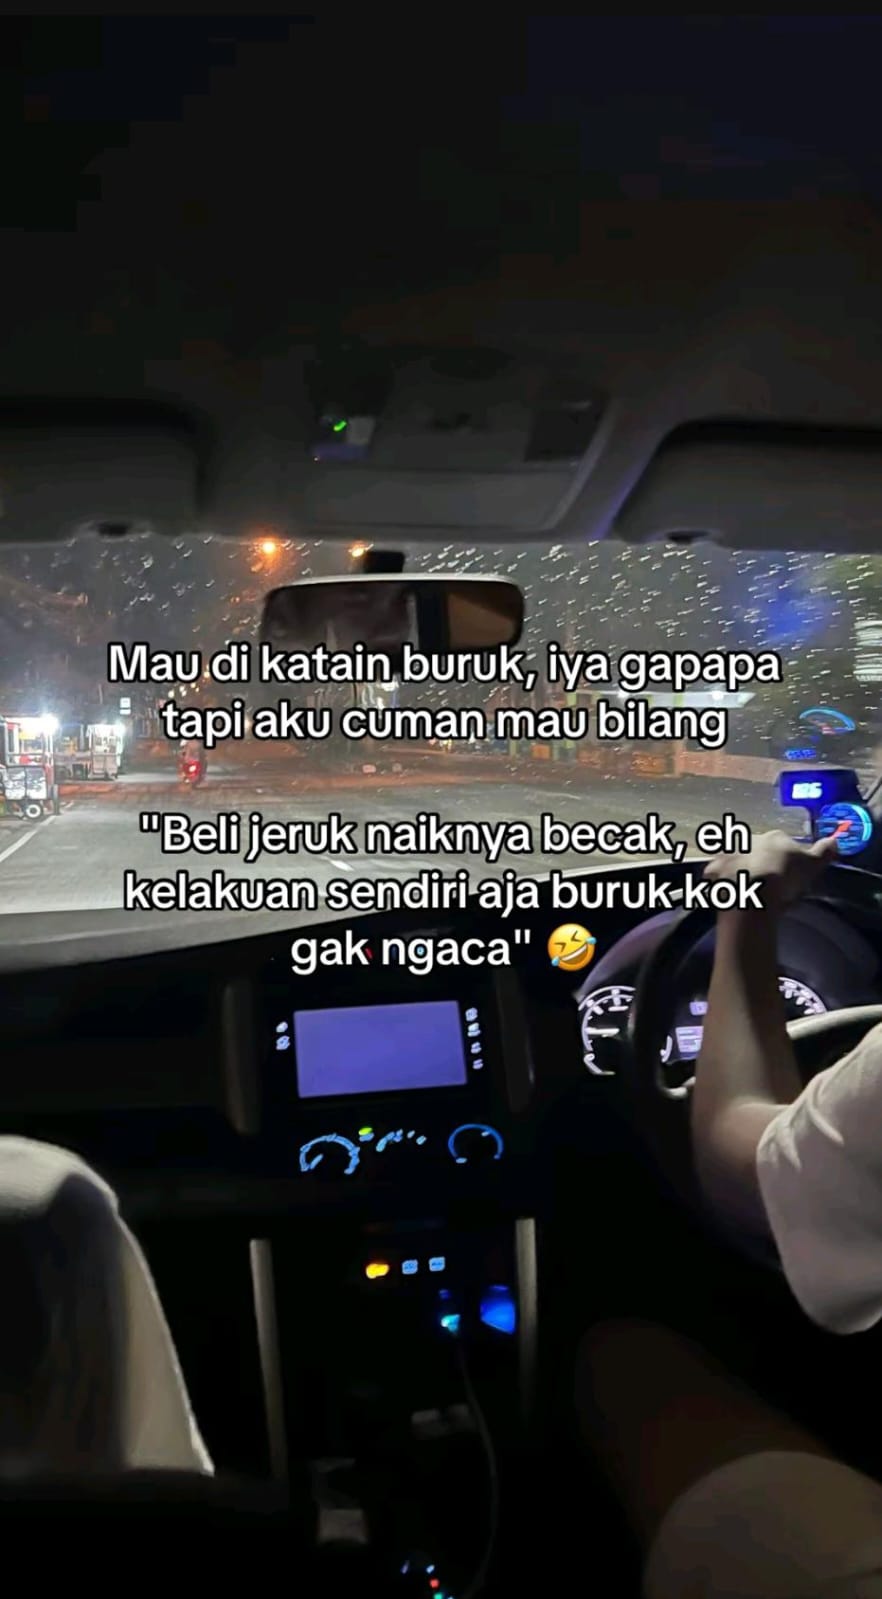 Mau di katain buruk, iya gapapa
tapi aku cuman mau bilang
"Beli jeruk naiknya becak, eh
kelakuan sendiri aja buruk kok
gak ngaca" 🤣